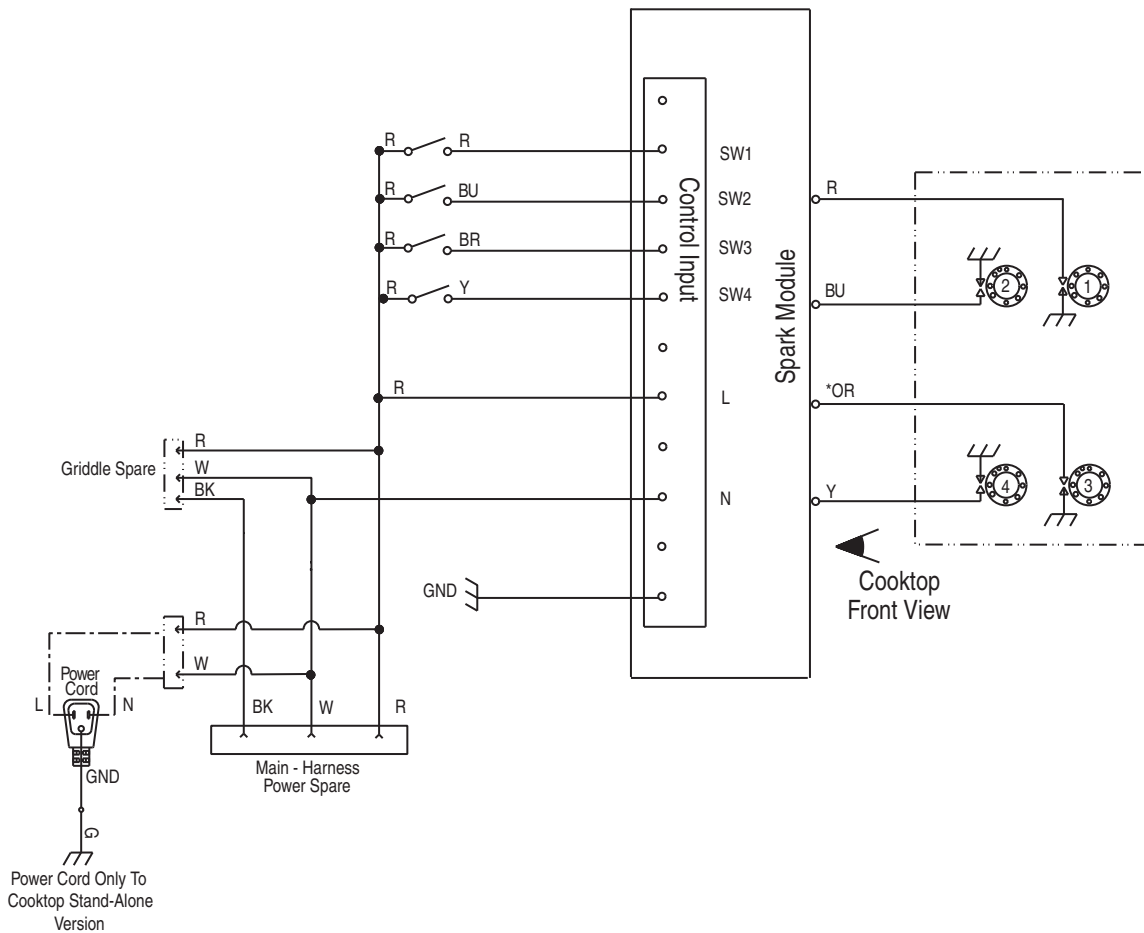 R
R
SW1
R
BU
SW2
R
BR
SW3
R
Y
SW4
Control Input
Spark Module
R
BU
*OR
Y
2
1
4
3
R
L
Griddle Spare
R
W
BK
N
GND
Cooktop
Front View
R
W
Power
Cord
L
N
GND
G
BK
W
R
Main - Harness
Power Spare
Power Cord Only To
Cooktop Stand-Alone
Version